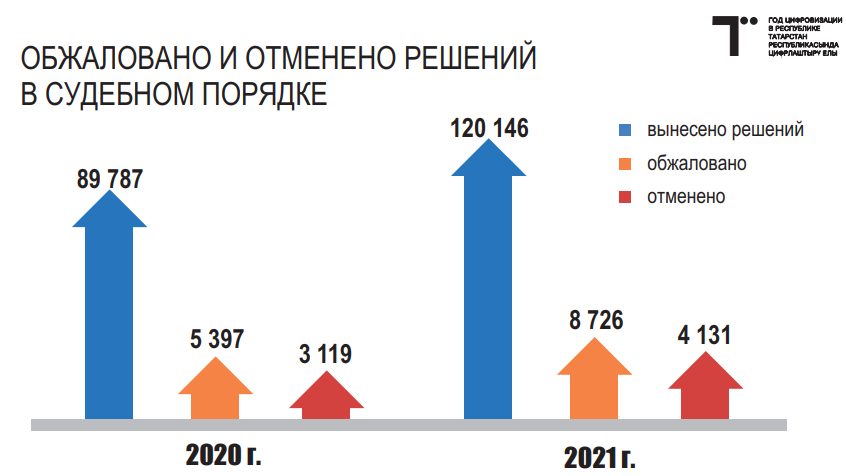 ГОД ЦИФРОВИЗАЦИИ
В РЕСПУБЛИКЕ
ТАТАРСТАН
РЕСПУБЛИКАСЫНДА
ЦИФРЛАШТЫРУ ЕЛЫ
ОБЖАЛОВАНО И ОТМЕНЕНО РЕШЕНИЙ
В СУДЕБНОМ ПОРЯДКЕ
вынесено решений
обжаловано
отменено
89 787
5 397
3 119
120 146
8 726
4 131
2020 г.
2021 г.